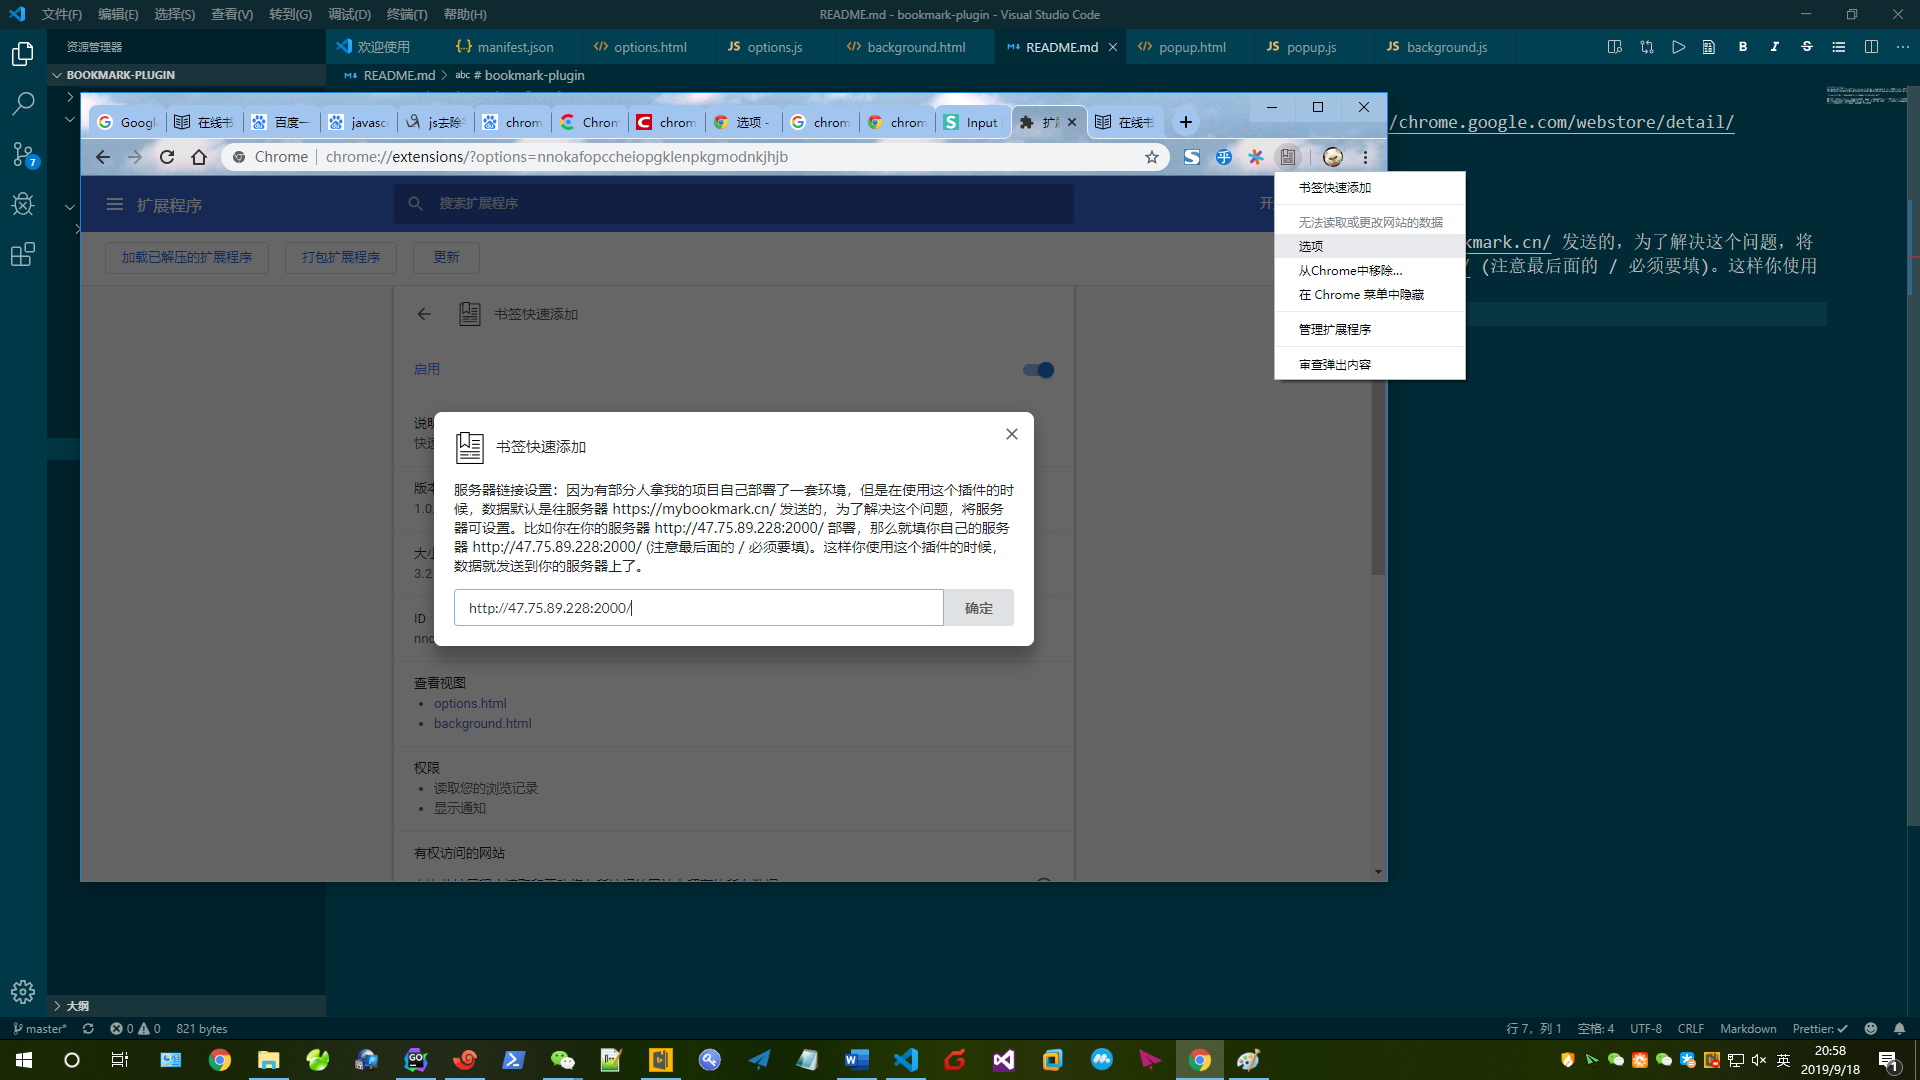 文件(F) 编辑(E) 选择(S) 查看(V) 转到(G) 调试(D) 终端(T) 帮助(H)
README.md - bookmark-plugin - Visual Studio Code
资源管理器
欢迎使用
manifest.json
options.html
options.js
background.html
README.md
popup.html
popup.js
background.js
BOOKMARK-PLUGIN
README.md > # bookmark-plugin
Googl
在线书
百度一
javasc
js去除
chrom
Chrom
chrom
选项 -
chrom
chrom
Input
扩展
在线书
/chrome.google.com/webstore/detail/
Chrome
chrome://extensions/?options=nnokafopccheiopgklenpkgmodnkjhjb
7
扩展程序
搜索扩展程序
开
书签快速添加
无法读取或更改网站的数据
选项
从Chrome中移除...
在 Chrome 菜单中隐藏
管理扩展程序
审查弹出内容
kmark.cn/ 发送的，为了解决这个问题，将
/ (注意最后面的 / 必须要填)。这样你使用
加载已解压的扩展程序
打包扩展程序
更新
书签快速添加
启用
说明
快速
版本
1.0.
大小
3.2
ID
nno
书签快速添加
服务器链接设置：因为有部分人拿我的项目自己部署了一套环境，但是在使用这个插件的时
候，数据默认是往服务器 https://mybookmark.cn/ 发送的，为了解决这个问题，将服务
器可设置。比如你在你的服务器 http://47.75.89.228:2000/ 部署，那么就填你自己的服务
器 http://47.75.89.228:2000/ (注意最后面的 / 必须要填)。这样你使用这个插件的时候，
数据就发送到你的服务器上了。
http://47.75.89.228:2000/
确定
查看视图
options.html
background.html
权限
读取您的浏览记录
显示通知
有权访问的网站
大纲
master*
0
0
821 bytes
行 7，列 1
空格: 4
UTF-8
CRLF
Markdown
Prettier: ✓
英
20:58
2019/9/18
1